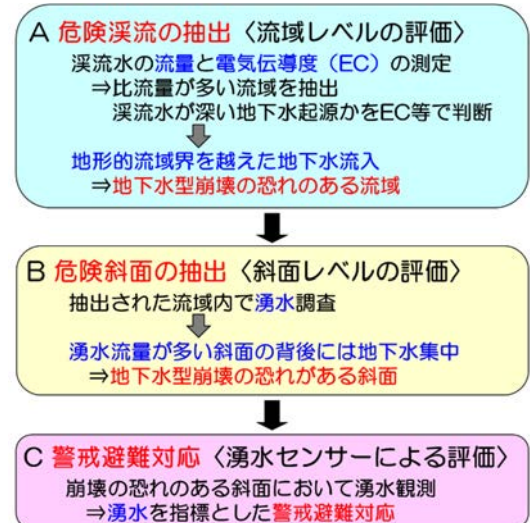 A 危険渓流の抽出〈流域レベルの評価〉
渓流水の流量と電気伝導度(EC)の測定
⇒比流量が多い流域を抽出
渓流水が深い地下水起源かをEC等で判断
地形的流域界を越えた地下水流入
⇒地下水型崩壊の恐れのある流域
B 危険斜面の抽出〈斜面レベルの評価〉
抽出された流域内で湧水調査
湧水流量が多い斜面の背後には地下水集中
⇒地下水型崩壊の恐れがある斜面
C 警戒避難対応〈湧水センサーによる評価〉
崩壊の恐れのある斜面において湧水観測
⇒湧水を指標とした警戒避難対応